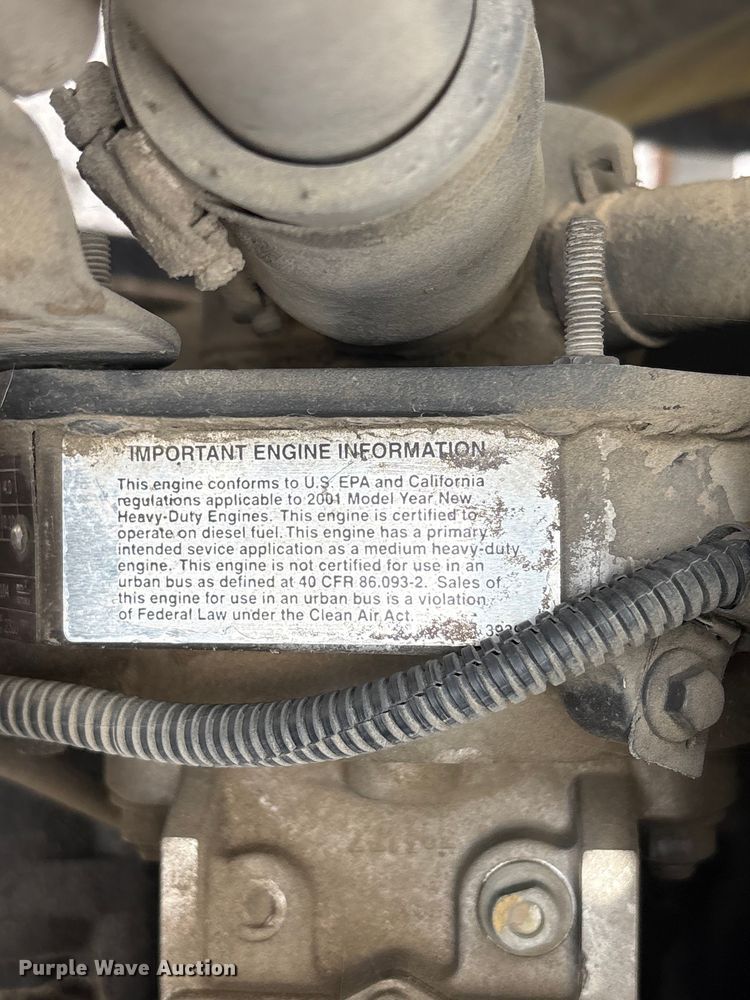 IMPORTANT ENGINE INFORMATION
This engine conforms to U.S. EPA and California
regulations applicable to 2001 Model Year New
Heavy-Duty Engines. This engine is certified to
operate on diesel fuel. This engine has a primary
intended sevice application as a medium heavy-duty
engine. This engine is not certified for use in an
urban bus as defined at 40 CFR 86.093-2. Sales of
this engine for use in an urban bus is a violation
of Federal Law under the Clean Air Act.
Purple Wave Auction